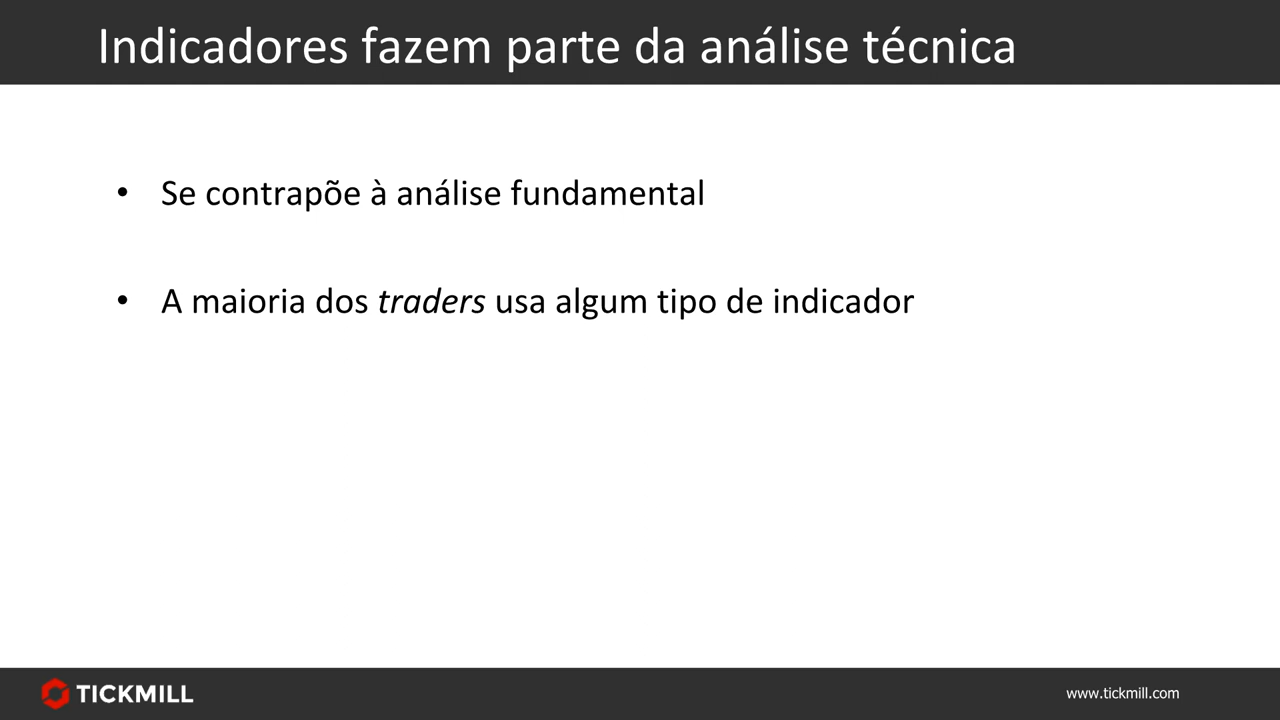 Indicadores fazem parte da análise técnica
• Se contrapõe à análise fundamental
• A maioria dos traders usa algum tipo de indicador
TICKMILL
www.tickmill.com